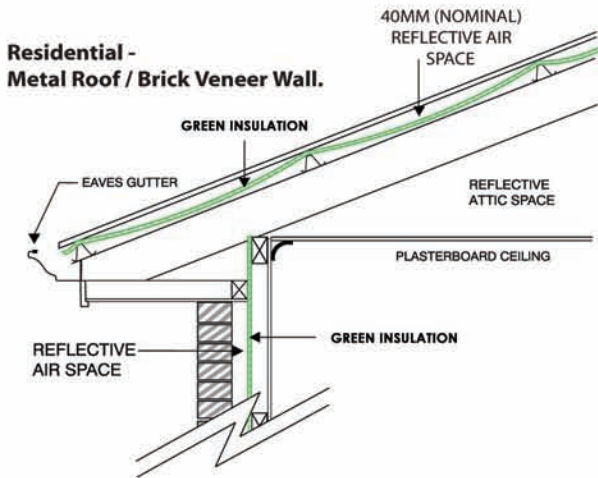 Residential -
Metal Roof / Brick Veneer Wall.
40MM (NOMINAL)
REFLECTIVE AIR
SPACE
GREEN INSULATION
EAVES GUTTER
REFLECTIVE
ATTIC SPACE
PLASTERBOARD CEILING
GREEN INSULATION
REFLECTIVE
AIR SPACE